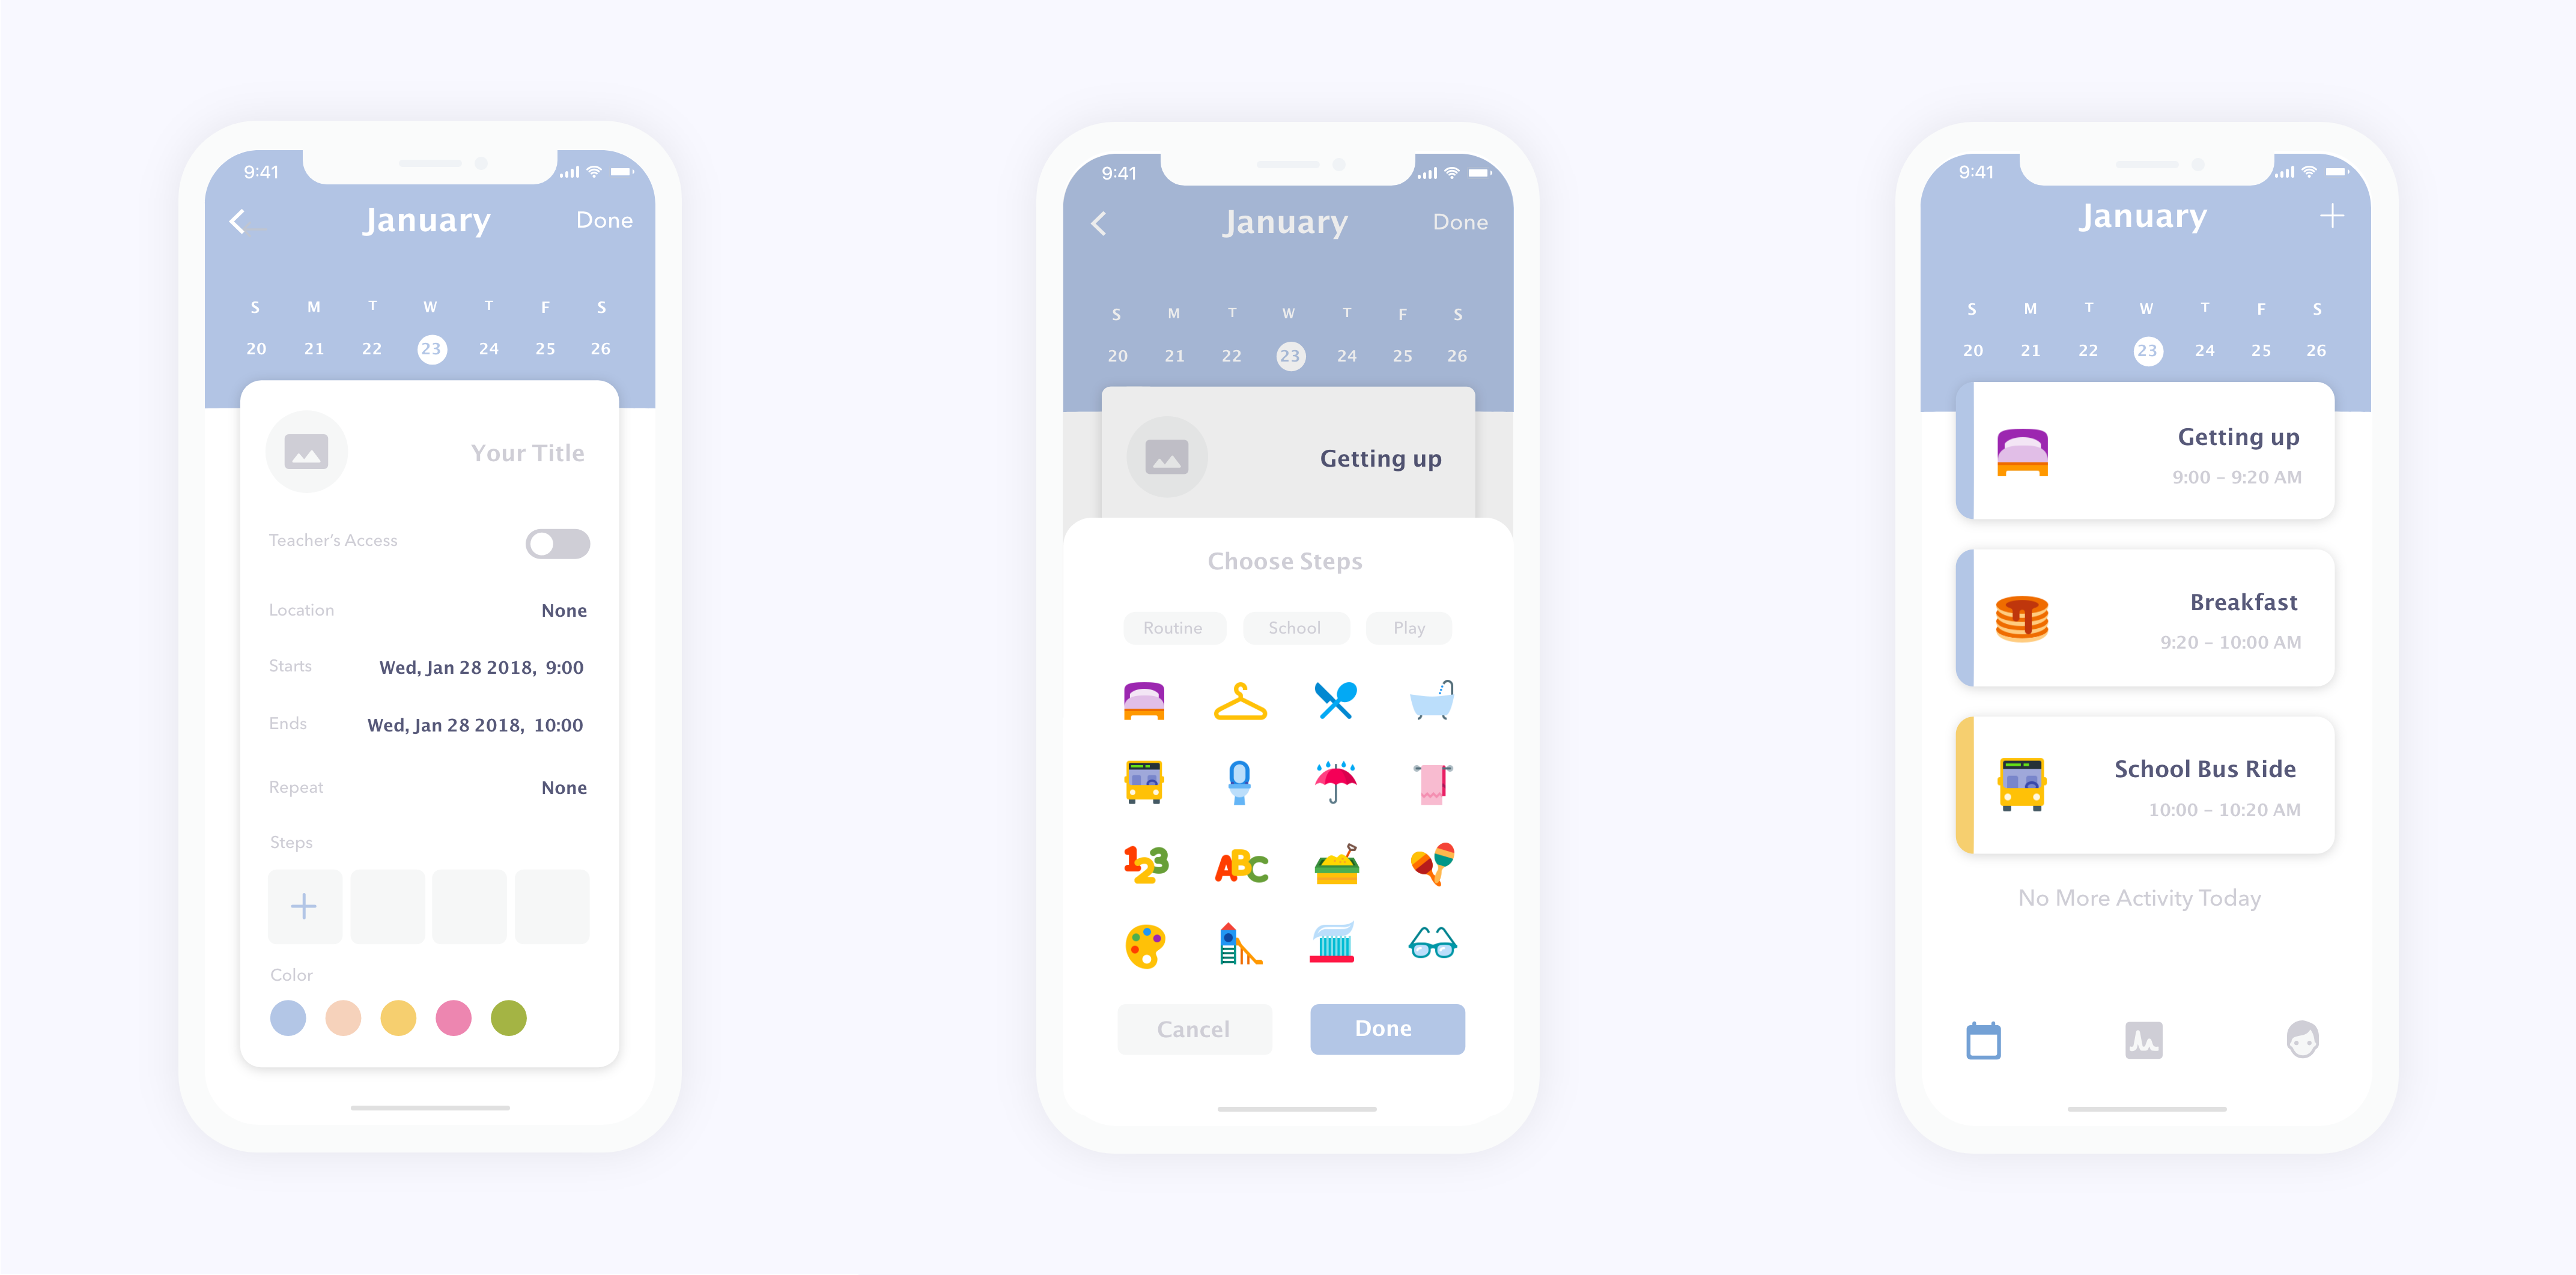 9:41
January
Done
S M T W T F S
20 21 22 23 24 25 26
Your Title
Teacher's Access
Location None
Starts Wed, Jan 28 2018, 9:00
Ends Wed, Jan 28 2018, 10:00
Repeat None
Steps
Color
9:41
January
Done
S M T W T F S
20 21 22 23 24 25 26
Getting up
Choose Steps
Routine School Play
123 ABC
Cancel Done
9:41
January
S M T W T F S
20 21 22 23 24 25 26
Getting up
9:00 – 9:20 AM
Breakfast
9:20 – 10:00 AM
School Bus Ride
10:00 – 10:20 AM
No More Activity Today